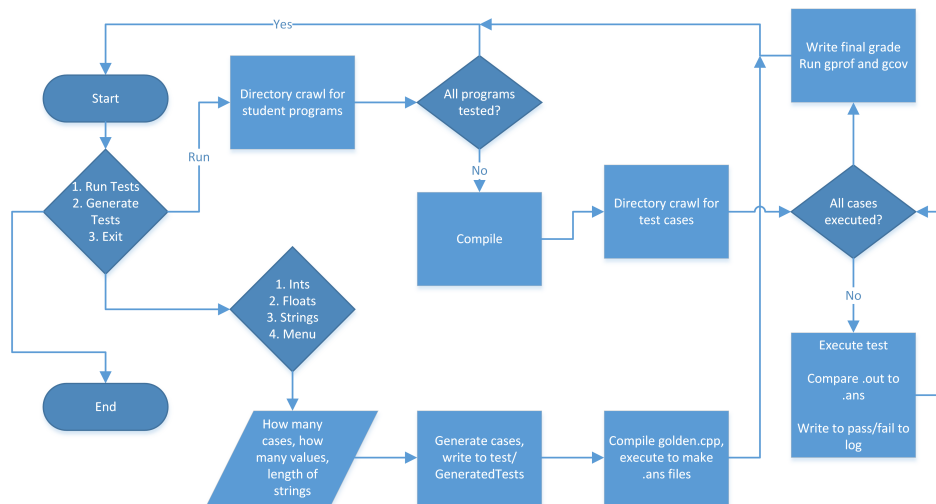 Yes
Start
Directory crawl for
student programs
All programs
tested?
Write final grade
Run gprof and gcov
Run
1. Run Tests
2. Generate
Tests
3. Exit
No
Compile
Directory crawl for
test cases
All cases
executed?
1. Ints
2. Floats
3. Strings
4. Menu
No
Execute test
Compare .out to
.ans
Write to pass/fail to
log
End
How many
cases, how
many values,
length of
strings
Generate cases,
write to test/
GeneratedTests
Compile golden.cpp,
execute to make
.ans files